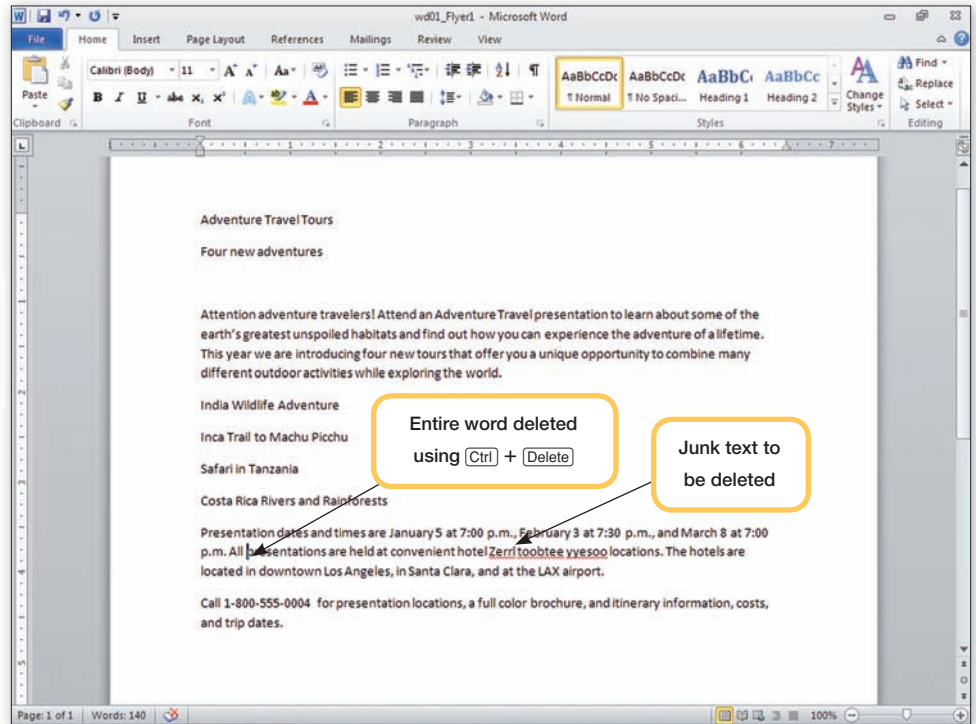 wd01_Flyer1 - Microsoft Word
File Home Insert Page Layout References Mailings Review View
Paste
Calibri (Body) 11
B I U abc x₂ x² A
AaBbCcDc AaBbCcDc AaBbC AaBbCc
¶ Normal ¶ No Spaci... Heading 1 Heading 2
Change Styles
Find
Replace
Select
Clipboard Font Paragraph Styles Editing
1 2 3 4 5 6 7
Adventure Travel Tours
Four new adventures
Attention adventure travelers! Attend an Adventure Travel presentation to learn about some of the
earth's greatest unspoiled habitats and find out how you can experience the adventure of a lifetime.
This year we are introducing four new tours that offer you a unique opportunity to combine many
different outdoor activities while exploring the world.
India Wildlife Adventure
Inca Trail to Machu Picchu
Safari in Tanzania
Costa Rica Rivers and Rainforests
Entire word deleted
using Ctrl + Delete
Junk text to
be deleted
Presentation dates and times are January 5 at 7:00 p.m., February 3 at 7:30 p.m., and March 8 at 7:00
p.m. All presentations are held at convenient hotel Zerrl toobtee yyesoo locations. The hotels are
located in downtown Los Angeles, in Santa Clara, and at the LAX airport.
Call 1-800-555-0004 for presentation locations, a full color brochure, and itinerary information, costs,
and trip dates.
Page: 1 of 1 Words: 140 100%